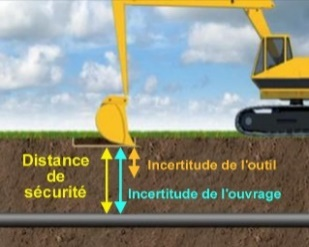 Distance
de
sécurité
Incertitude de l'outil
Incertitude de l'ouvrage